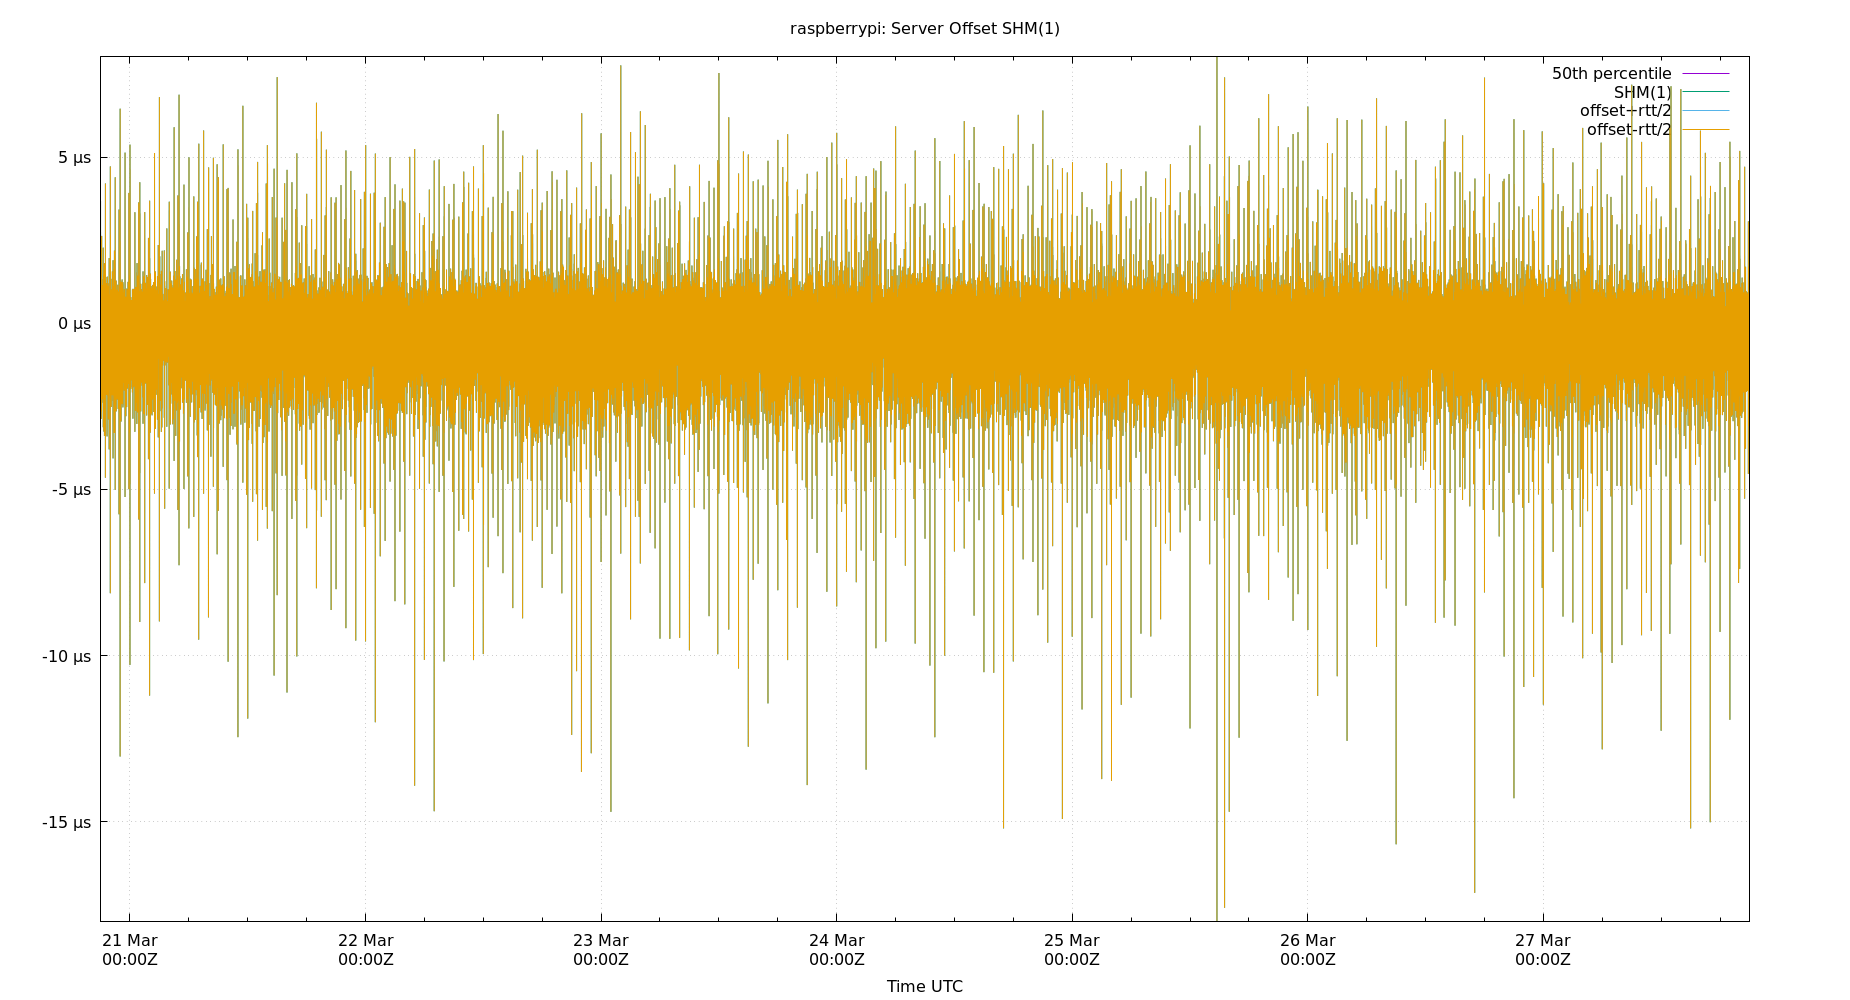 raspberrypi: Server Offset SHM(1)
50th percentile
SHM(1)
offset+rtt/2
offset-rtt/2
5 µs
0 µs
-5 µs
-10 µs
-15 µs
21 Mar 22 Mar 23 Mar 24 Mar 25 Mar 26 Mar 27 Mar
00:00Z 00:00Z 00:00Z 00:00Z 00:00Z 00:00Z 00:00Z
Time UTC